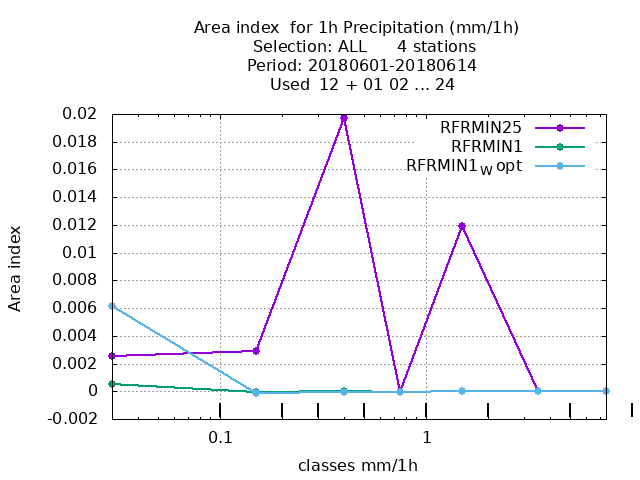 Area index  for 1h Precipitation (mm/1h)
Selection: ALL      4 stations
Period: 20180601-20180614
Used  12 + 01 02 ... 24
RFRMIN25
RFRMIN1
RFRMIN1W opt
0.02
0.018
0.016
0.014
0.012
0.01
0.008
0.006
0.004
0.002
0
-0.002
Area index
0.1
1
classes mm/1h